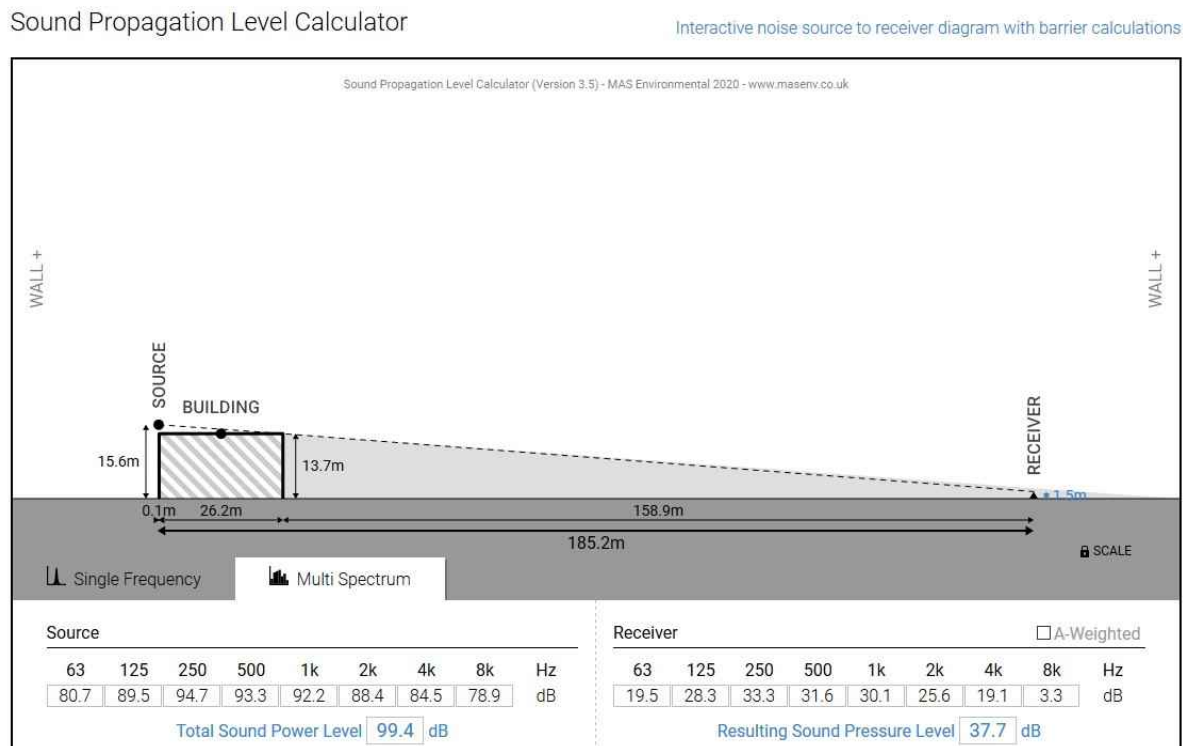 Sound Propagation Level Calculator
Interactive noise source to receiver diagram with barrier calculations
Sound Propagation Level Calculator (Version 3.5) - MAS Environmental 2020 - www.masenv.co.uk
WALL +
WALL +
SOURCE
BUILDING
RECEIVER
15.6m
13.7m
1.5m
0.1m 26.2m 158.9m
185.2m
SCALE
Single Frequency
Multi Spectrum
Source
63 125 250 500 1k 2k 4k 8k Hz
80.7 89.5 94.7 93.3 92.2 88.4 84.5 78.9 dB
Total Sound Power Level 99.4 dB
Receiver
A-Weighted
63 125 250 500 1k 2k 4k 8k Hz
19.5 28.3 33.3 31.6 30.1 25.6 19.1 3.3 dB
Resulting Sound Pressure Level 37.7 dB